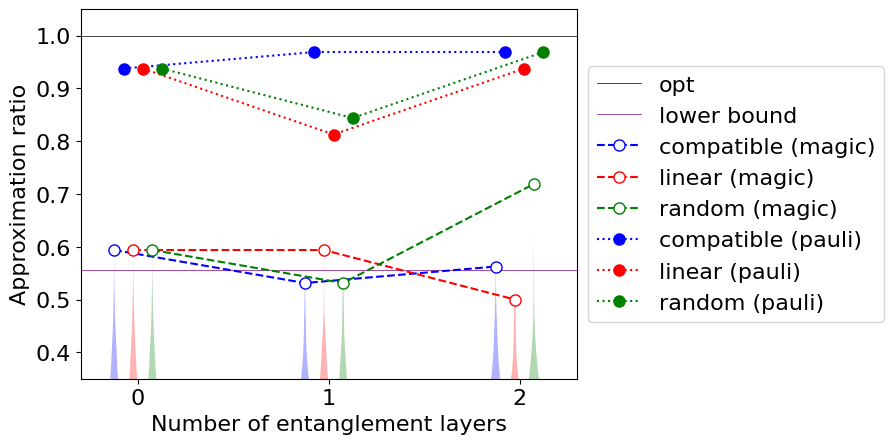 1.0
0.9
0.8
0.7
0.6
0.5
0.4
Approximation ratio
0 1 2
Number of entanglement layers
opt
lower bound
compatible (magic)
linear (magic)
random (magic)
compatible (pauli)
linear (pauli)
random (pauli)